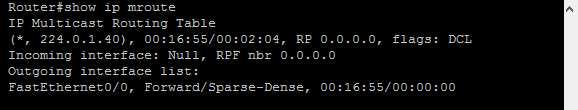 Router#show ip mroute
IP Multicast Routing Table
(*, 224.0.1.40), 00:16:55/00:02:04, RP 0.0.0.0, flags: DCL
Incoming interface: Null, RPF nbr 0.0.0.0
Outgoing interface list:
FastEthernet0/0, Forward/Sparse-Dense, 00:16:55/00:00:00